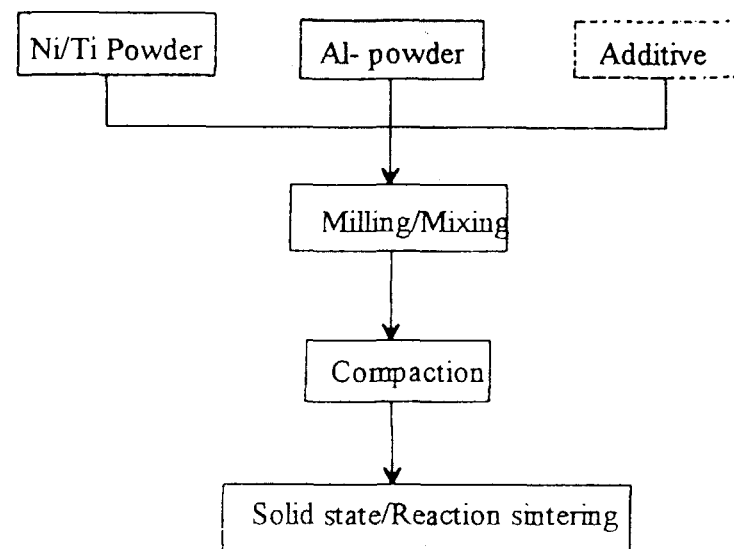 Ni/Ti Powder
Al- powder
Additive
Milling/Mixing
Compaction
Solid state/Reaction sintering